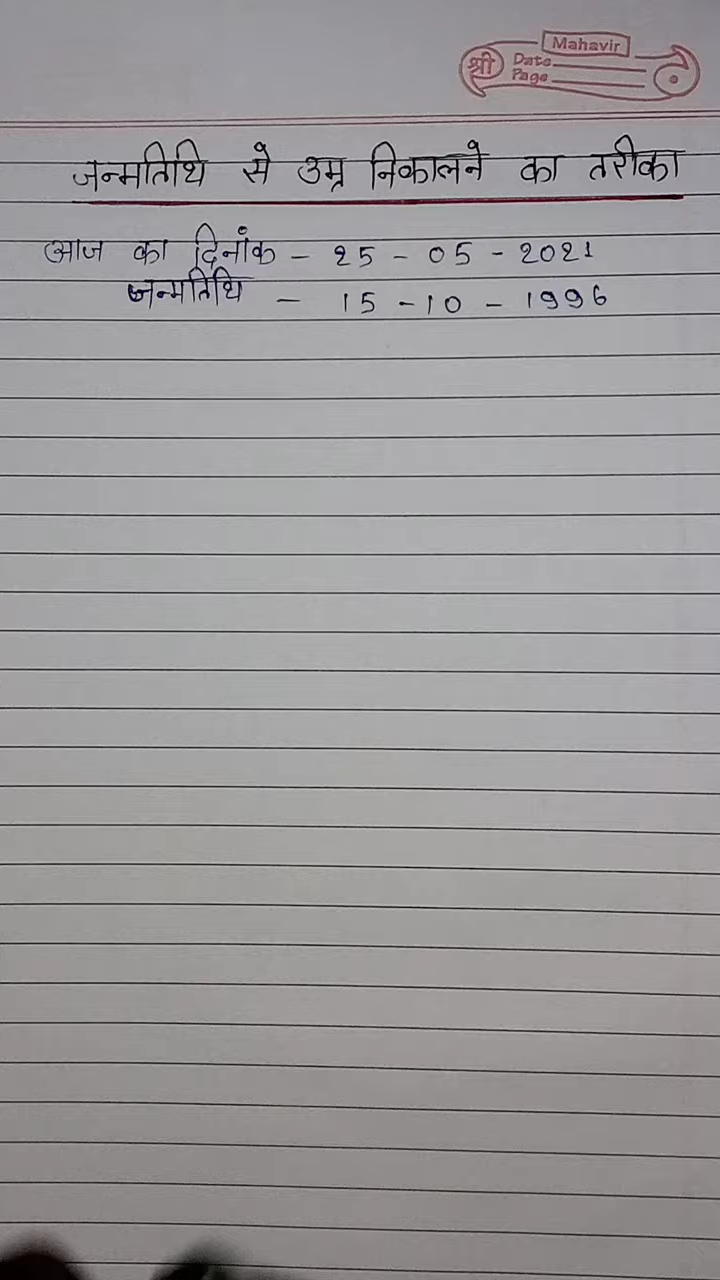 Mahavir
श्री Date
Page
जन्मतिथि से उम्र निकालने का तरीका
आज का दिनांक - 25 - 05 - 2021
जन्मतिथि - 15 - 10 - 1996